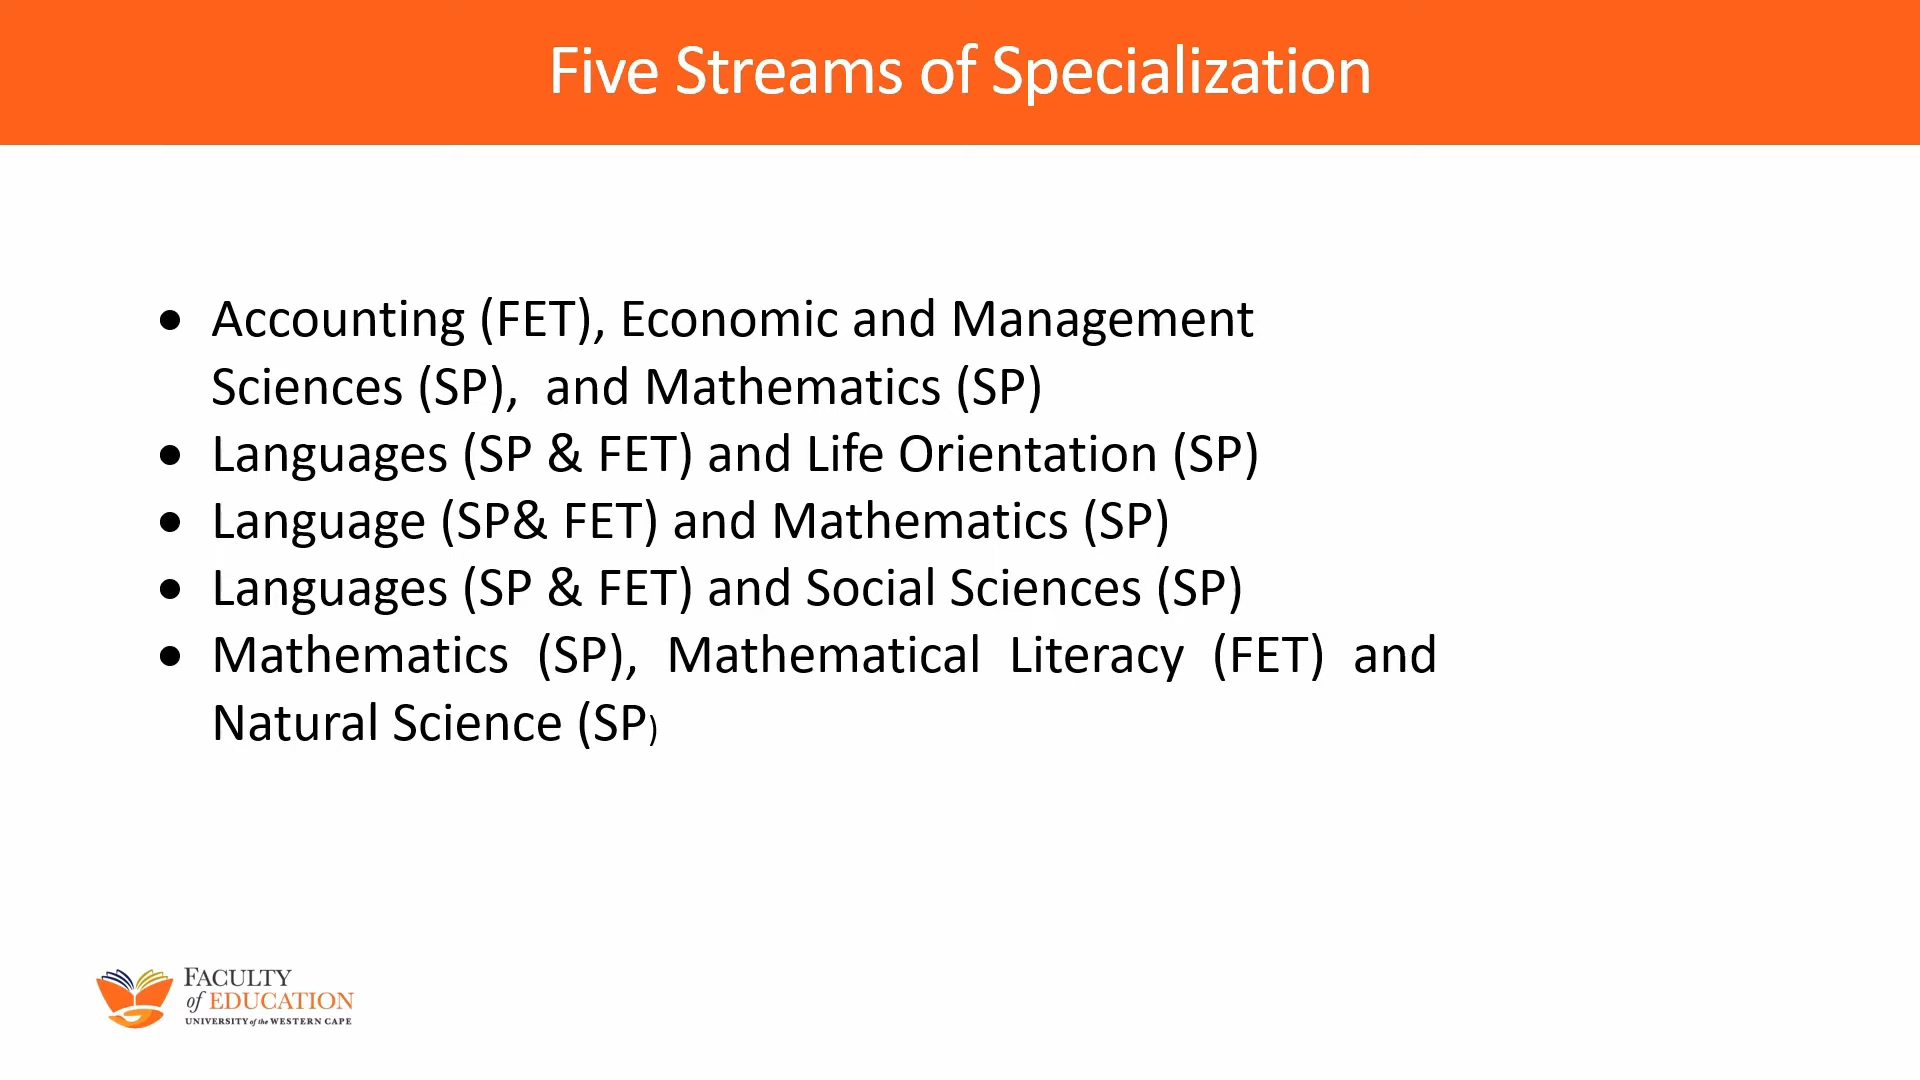 Five Streams of Specialization
• Accounting (FET), Economic and Management
Sciences (SP),  and Mathematics (SP)
• Languages (SP & FET) and Life Orientation (SP)
• Language (SP& FET) and Mathematics (SP)
• Languages (SP & FET) and Social Sciences (SP)
• Mathematics (SP), Mathematical Literacy (FET) and
Natural Science (SP)
FACULTY
of EDUCATION
UNIVERSITY of the WESTERN CAPE